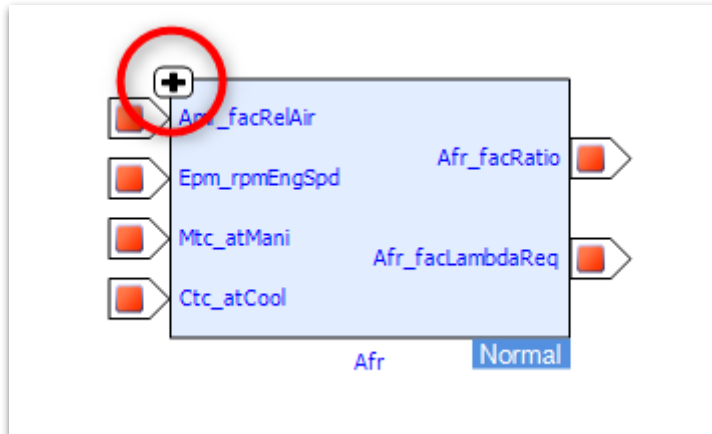 Epm_rpmEngSpd
Mtc_atMani
Ctc_atCool
Afr_facRatio
Afr_facLambdaReq
Afr
Normal